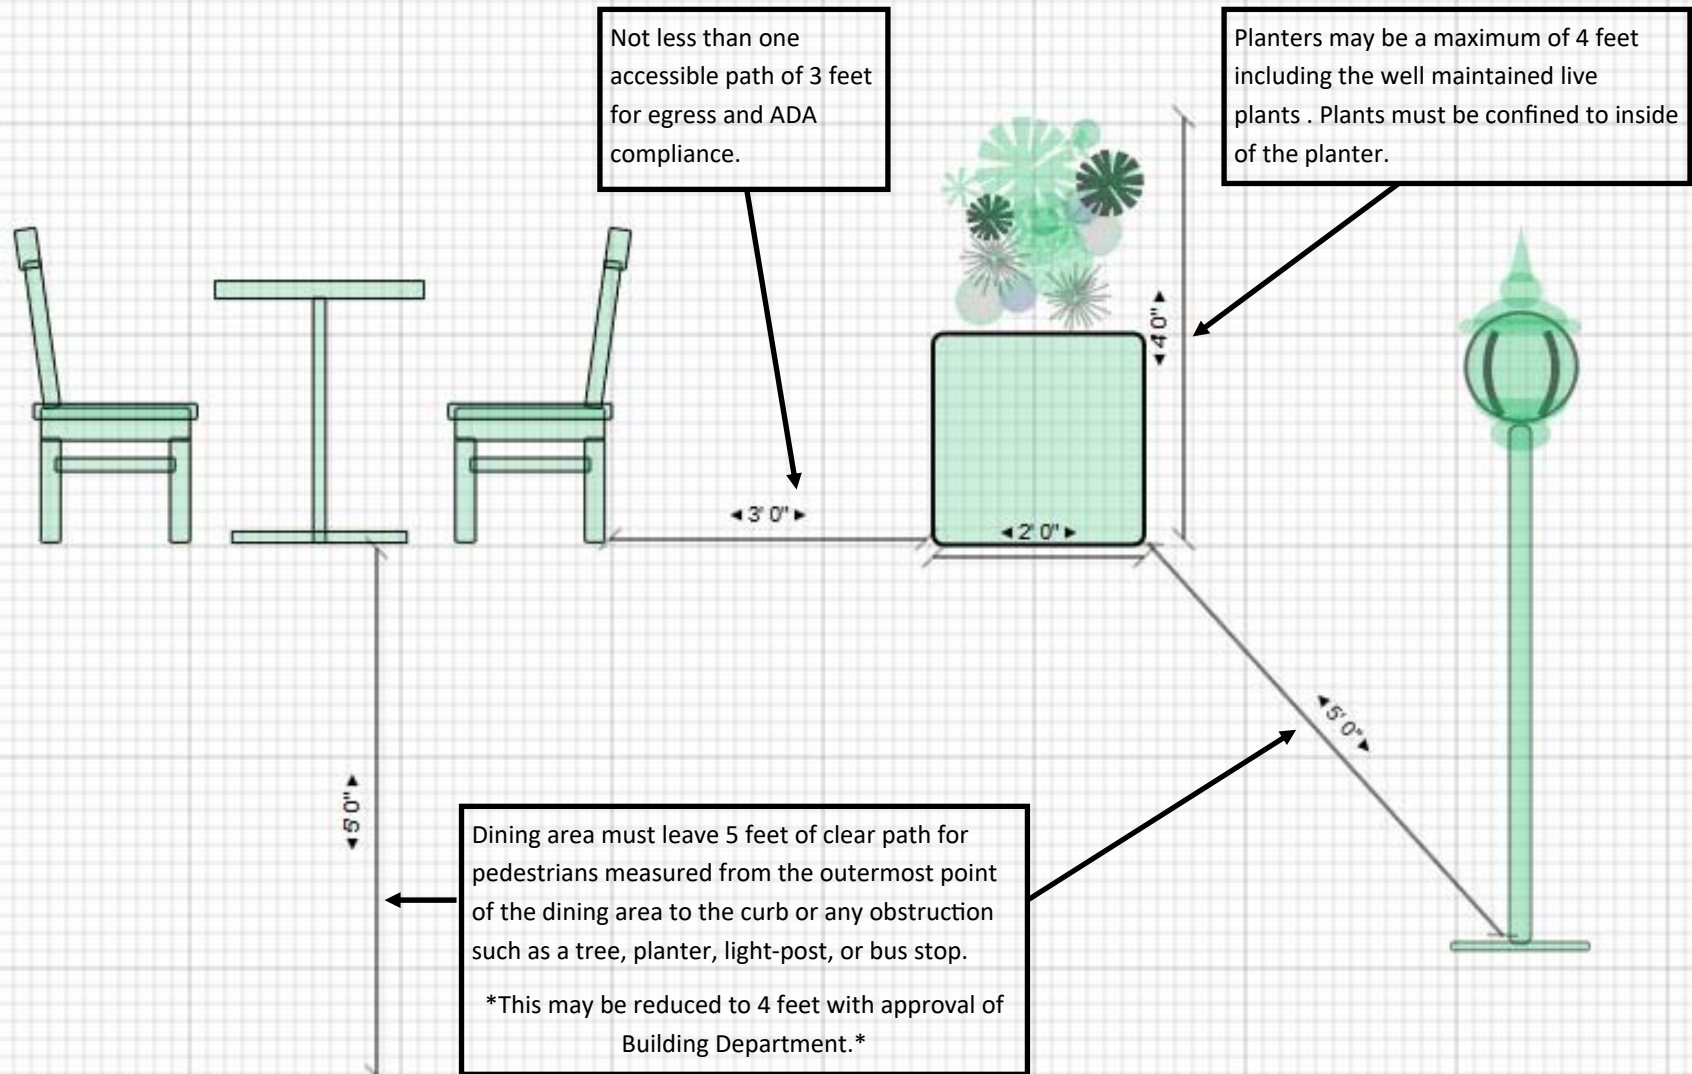 Not less than one
accessible path of 3 feet
for egress and ADA
compliance.
Planters may be a maximum of 4 feet
including the well maintained live
plants . Plants must be confined to inside
of the planter.
4' 0"
3' 0"
2' 0"
5' 0"
5' 0"
Dining area must leave 5 feet of clear path for
pedestrians measured from the outermost point
of the dining area to the curb or any obstruction
such as a tree, planter, light-post, or bus stop.
*This may be reduced to 4 feet with approval of
Building Department.*